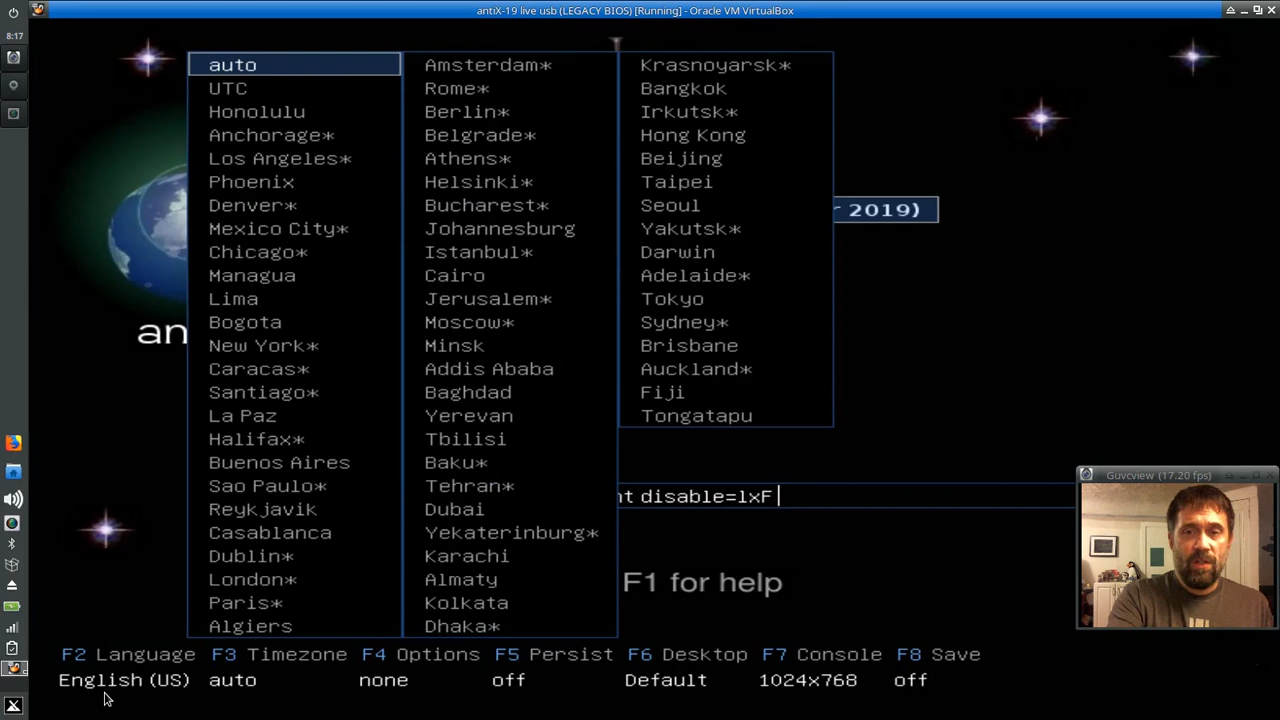 antiX-19 live usb (LEGACY BIOS) [Running] - Oracle VM VirtualBox
8:17
auto
UTC
Honolulu
Anchorage*
Los Angeles*
Phoenix
Denver*
Mexico City*
Chicago*
Managua
Lima
Bogota
New York*
Caracas*
Santiago*
La Paz
Halifax*
Buenos Aires
Sao Paulo*
Reykjavik
Casablanca
Dublin*
London*
Paris*
Algiers
Amsterdam*
Rome*
Berlin*
Belgrade*
Athens*
Helsinki*
Bucharest*
Johannesburg
Istanbul*
Cairo
Jerusalem*
Moscow*
Minsk
Addis Ababa
Baghdad
Yerevan
Tbilisi
Baku*
Tehran*
Dubai
Yekaterinburg*
Karachi
Almaty
Kolkata
Dhaka*
Krasnoyarsk*
Bangkok
Irkutsk*
Hong Kong
Beijing
Taipei
Seoul
Yakutsk*
Darwin
Adelaide*
Tokyo
Sydney*
Brisbane
Auckland*
Fiji
Tongatapu
2019)
an
nt disable=lxF
Guvcview (17.20 fps)
F1 for help
F2 Language F3 Timezone F4 Options F5 Persist F6 Desktop F7 Console F8 Save
English (US) auto none off Default 1024x768 off